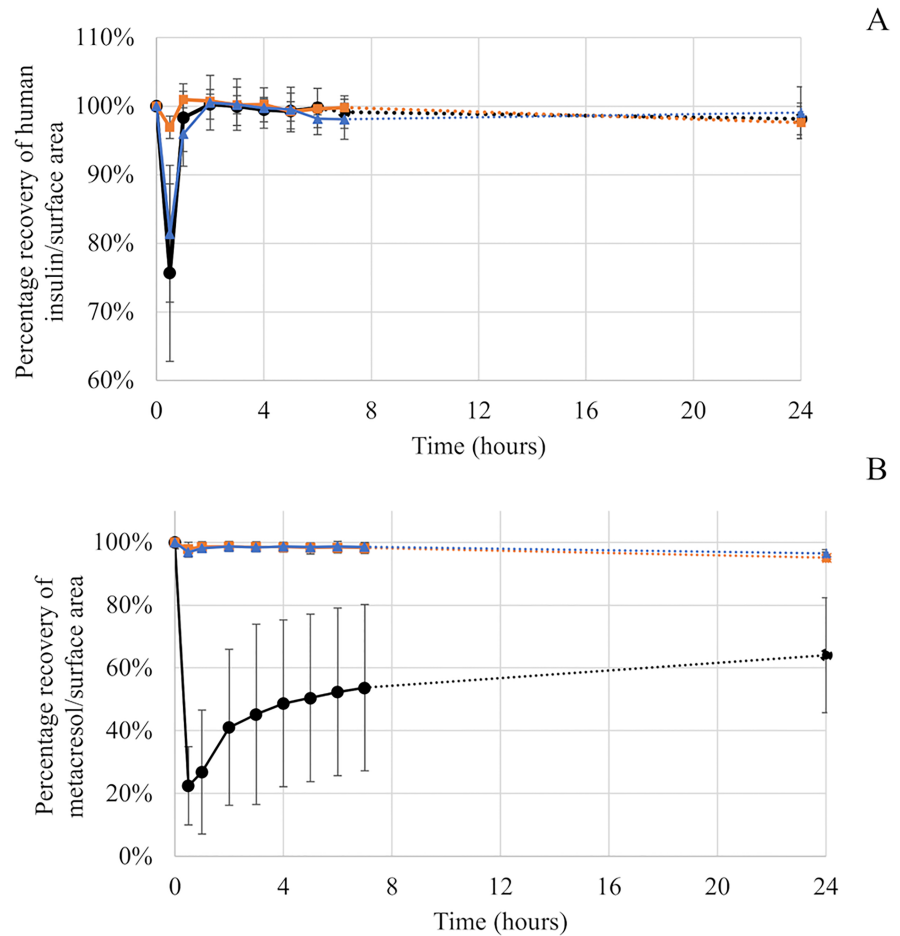 A
Percentage recovery of human
insulin/surface area
110%
100%
90%
80%
70%
60%
0 4 8 12 16 20 24
Time (hours)
B
Percentage recovery of
metacresol/surface area
100%
80%
60%
40%
20%
0%
0 4 8 12 16 20 24
Time (hours)